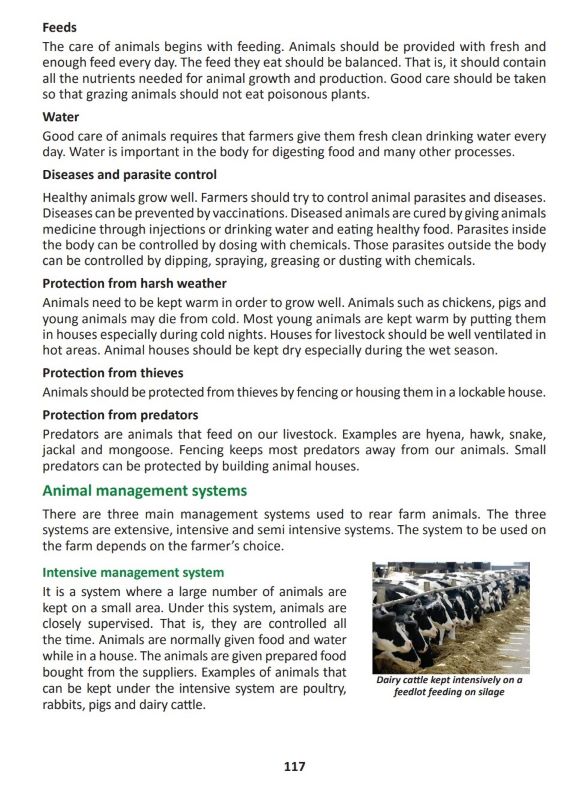 Feeds
The care of animals begins with feeding. Animals should be provided with fresh and
enough feed every day. The feed they eat should be balanced. That is, it should contain
all the nutrients needed for animal growth and production. Good care should be taken
so that grazing animals should not eat poisonous plants.
Water
Good care of animals requires that farmers give them fresh clean drinking water every
day. Water is important in the body for digesting food and many other processes.
Diseases and parasite control
Healthy animals grow well. Farmers should try to control animal parasites and diseases.
Diseases can be prevented by vaccinations. Diseased animals are cured by giving animals
medicine through injections or drinking water and eating healthy food. Parasites inside
the body can be controlled by dosing with chemicals. Those parasites outside the body
can be controlled by dipping, spraying, greasing or dusting with chemicals.
Protection from harsh weather
Animals need to be kept warm in order to grow well. Animals such as chickens, pigs and
young animals may die from cold. Most young animals are kept warm by putting them
in houses especially during cold nights. Houses for livestock should be well ventilated in
hot areas. Animal houses should be kept dry especially during the wet season.
Protection from thieves
Animals should be protected from thieves by fencing or housing them in a lockable house.
Protection from predators
Predators are animals that feed on our livestock. Examples are hyena, hawk, snake,
jackal and mongoose. Fencing keeps most predators away from our animals. Small
predators can be protected by building animal houses.
Animal management systems
There are three main management systems used to rear farm animals. The three
systems are extensive, intensive and semi intensive systems. The system to be used on
the farm depends on the farmer's choice.
Intensive management system
It is a system where a large number of animals are
kept on a small area. Under this system, animals are
closely supervised. That is, they are controlled all
the time. Animals are normally given food and water
while in a house. The animals are given prepared food
bought from the suppliers. Examples of animals that
can be kept under the intensive system are poultry,
rabbits, pigs and dairy cattle.
Dairy cattle kept intensively on a
feedlot feeding on silage
117